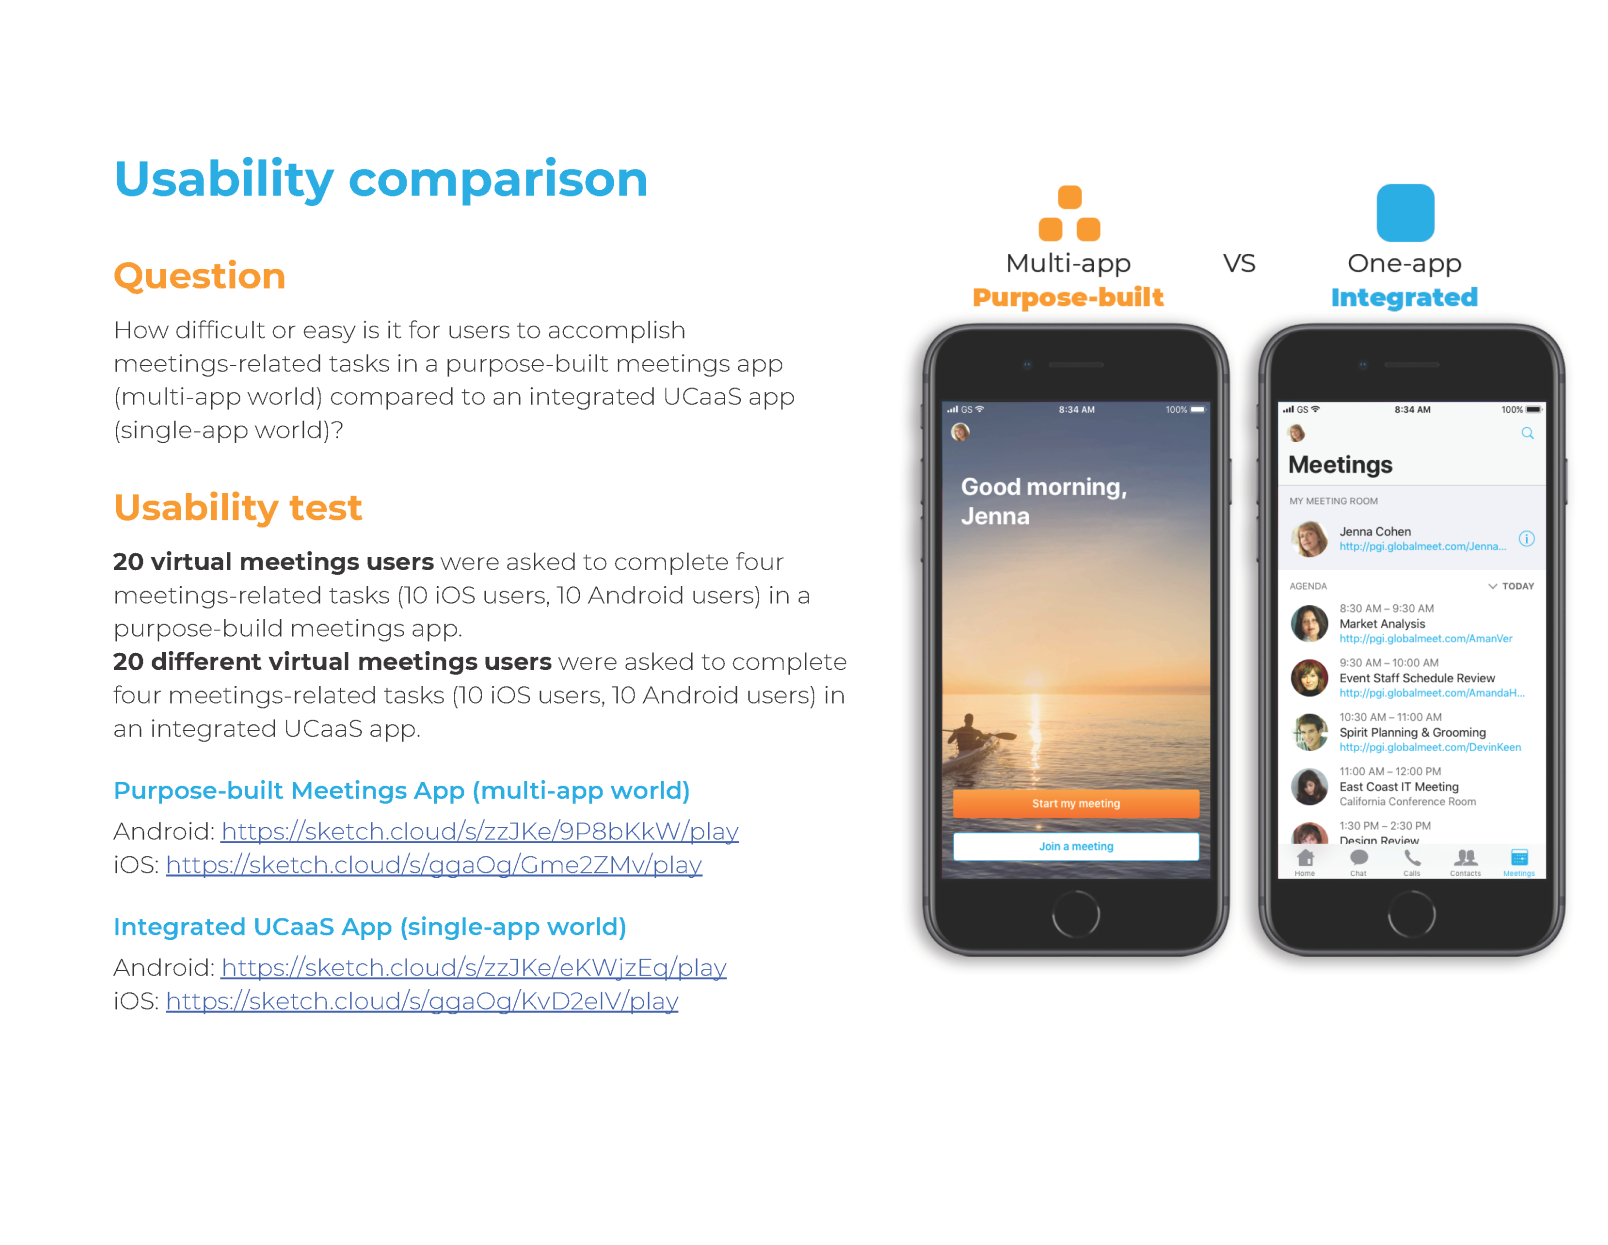 Usability comparison
Question
How difficult or easy is it for users to accomplish
meetings-related tasks in a purpose-built meetings app
(multi-app world) compared to an integrated UCaaS app
(single-app world)?
Usability test
20 virtual meetings users were asked to complete four
meetings-related tasks (10 iOS users, 10 Android users) in a
purpose-build meetings app.
20 different virtual meetings users were asked to complete
four meetings-related tasks (10 iOS users, 10 Android users) in
an integrated UCaaS app.
Purpose-built Meetings App (multi-app world)
Android: https://sketch.cloud/s/zzJKe/9P8bKkW/play
iOS: https://sketch.cloud/s/ggaOg/Gme2ZMv/play
Integrated UCaaS App (single-app world)
Android: https://sketch.cloud/s/zzJKe/eKWjzEq/play
iOS: https://sketch.cloud/s/ggaOg/KvD2elV/play
Multi-app
Purpose-built
VS
One-app
Integrated
GS 8:34 AM 100%
Good morning,
Jenna
Start my meeting
Join a meeting
GS 8:34 AM 100%
Meetings
MY MEETING ROOM
Jenna Cohen
http://pgi.globalmeet.com/Jenna...
AGENDA TODAY
8:30 AM – 9:30 AM
Market Analysis
http://pgi.globalmeet.com/AmanVer
9:30 AM – 10:00 AM
Event Staff Schedule Review
http://pgi.globalmeet.com/AmandaH...
10:30 AM – 11:00 AM
Spirit Planning & Grooming
http://pgi.globalmeet.com/DevinKeen
11:00 AM – 12:00 PM
East Coast IT Meeting
California Conference Room
1:30 PM – 2:30 PM
Design Review
Home Chat Calls Contacts Meetings